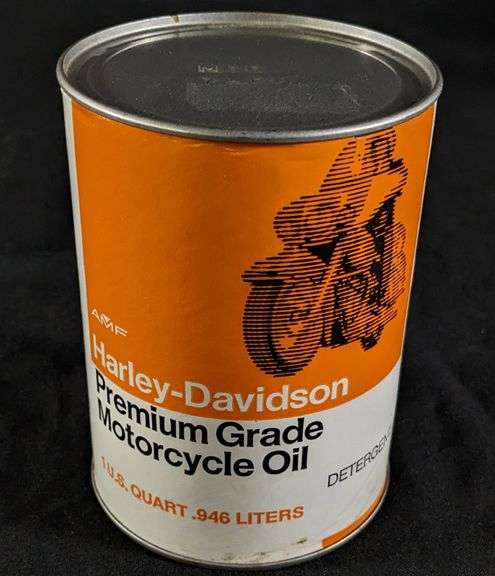 AMF
Harley-Davidson
Premium Grade
Motorcycle Oil
1 U.S. QUART .946 LITERS